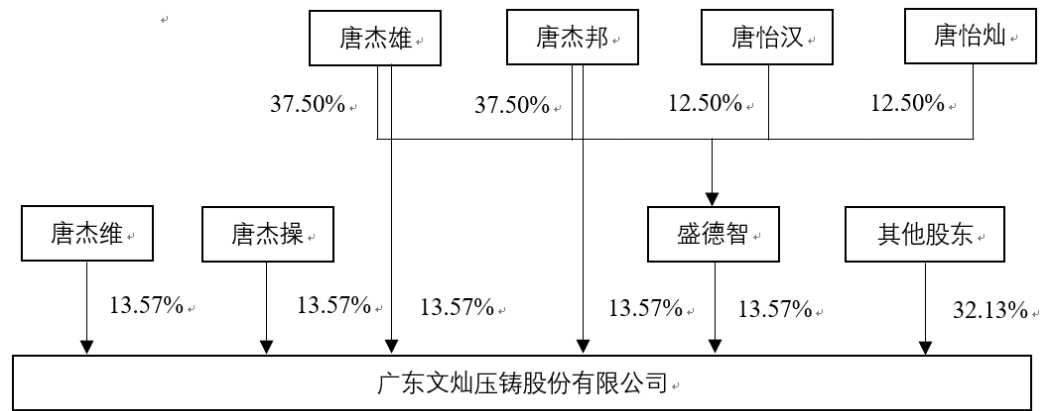 唐杰雄
唐杰邦
唐怡汉
唐怡灿
37.50%
37.50%
12.50%
12.50%
唐杰维
唐杰操
盛德智
其他股东
13.57%
13.57%
13.57%
13.57%
13.57%
32.13%
广东文灿压铸股份有限公司